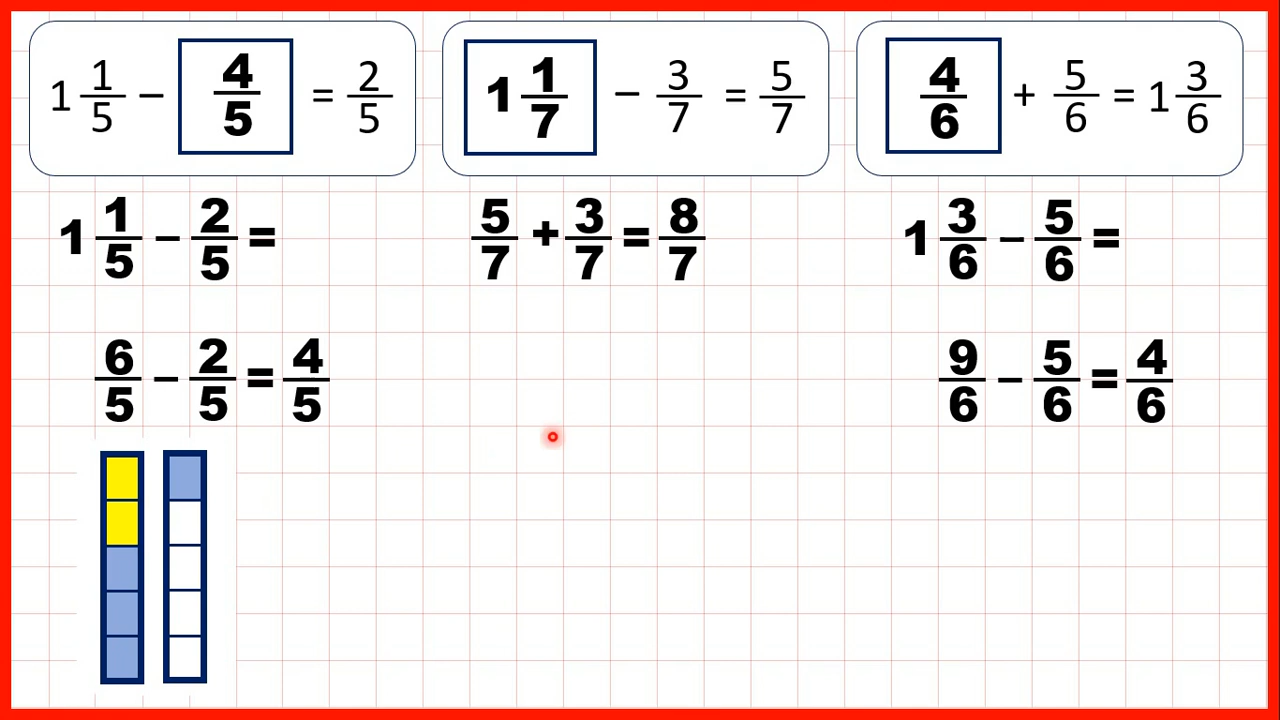 1 1/5 − 4/5 = 2/5
1 1/7 − 3/7 = 5/7
4/6 + 5/6 = 1 3/6
1 1/5 − 2/5 =
5/7 + 3/7 = 8/7
1 3/6 − 5/6 =
6/5 − 2/5 = 4/5
9/6 − 5/6 = 4/6